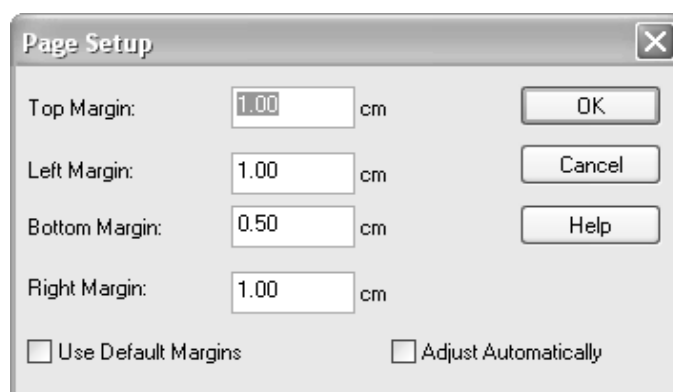 Page Setup
Top Margin: 1.00 cm OK
Left Margin: 1.00 cm Cancel
Bottom Margin: 0.50 cm Help
Right Margin: 1.00 cm
Use Default Margins Adjust Automatically